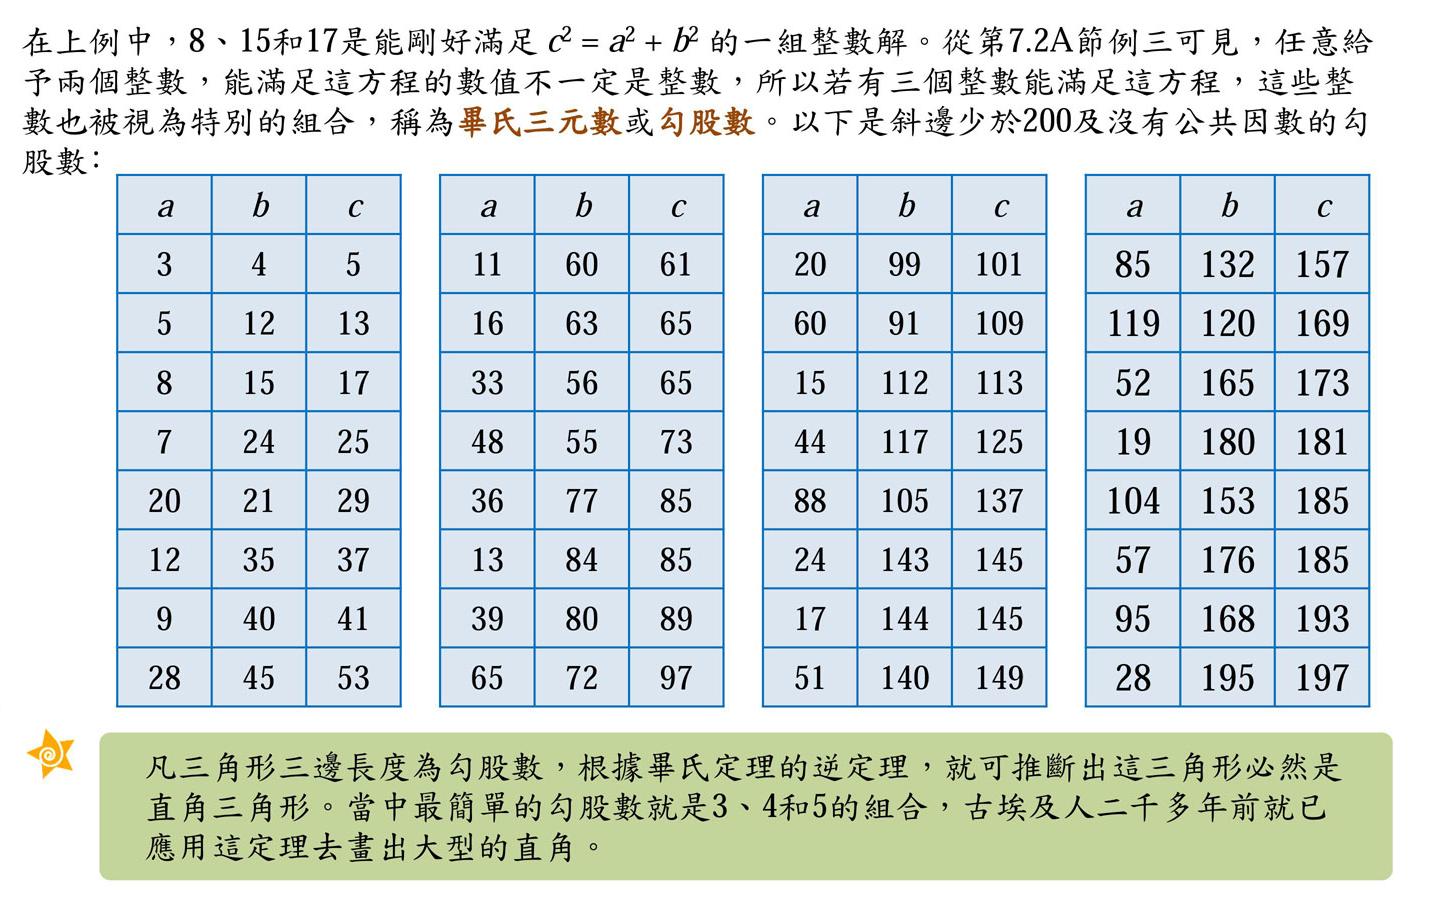 在上例中，8、15和17是能剛好滿足 c² = a² + b² 的一組整數解。從第7.2A節例三可見，任意給
予兩個整數，能滿足這方程的數值不一定是整數，所以若有三個整數能滿足這方程，這些整
數也被視為特別的組合，稱為畢氏三元數或勾股數。以下是斜邊少於200及沒有公共因數的勾
股數：
a b c
3 4 5
5 12 13
8 15 17
7 24 25
20 21 29
12 35 37
9 40 41
28 45 53
a b c
11 60 61
16 63 65
33 56 65
48 55 73
36 77 85
13 84 85
39 80 89
65 72 97
a b c
20 99 101
60 91 109
15 112 113
44 117 125
88 105 137
24 143 145
17 144 145
51 140 149
a b c
85 132 157
119 120 169
52 165 173
19 180 181
104 153 185
57 176 185
95 168 193
28 195 197
凡三角形三邊長度為勾股數，根據畢氏定理的逆定理，就可推斷出這三角形必然是
直角三角形。當中最簡單的勾股數就是3、4和5的組合，古埃及人二千多年前就已
應用這定理去畫出大型的直角。